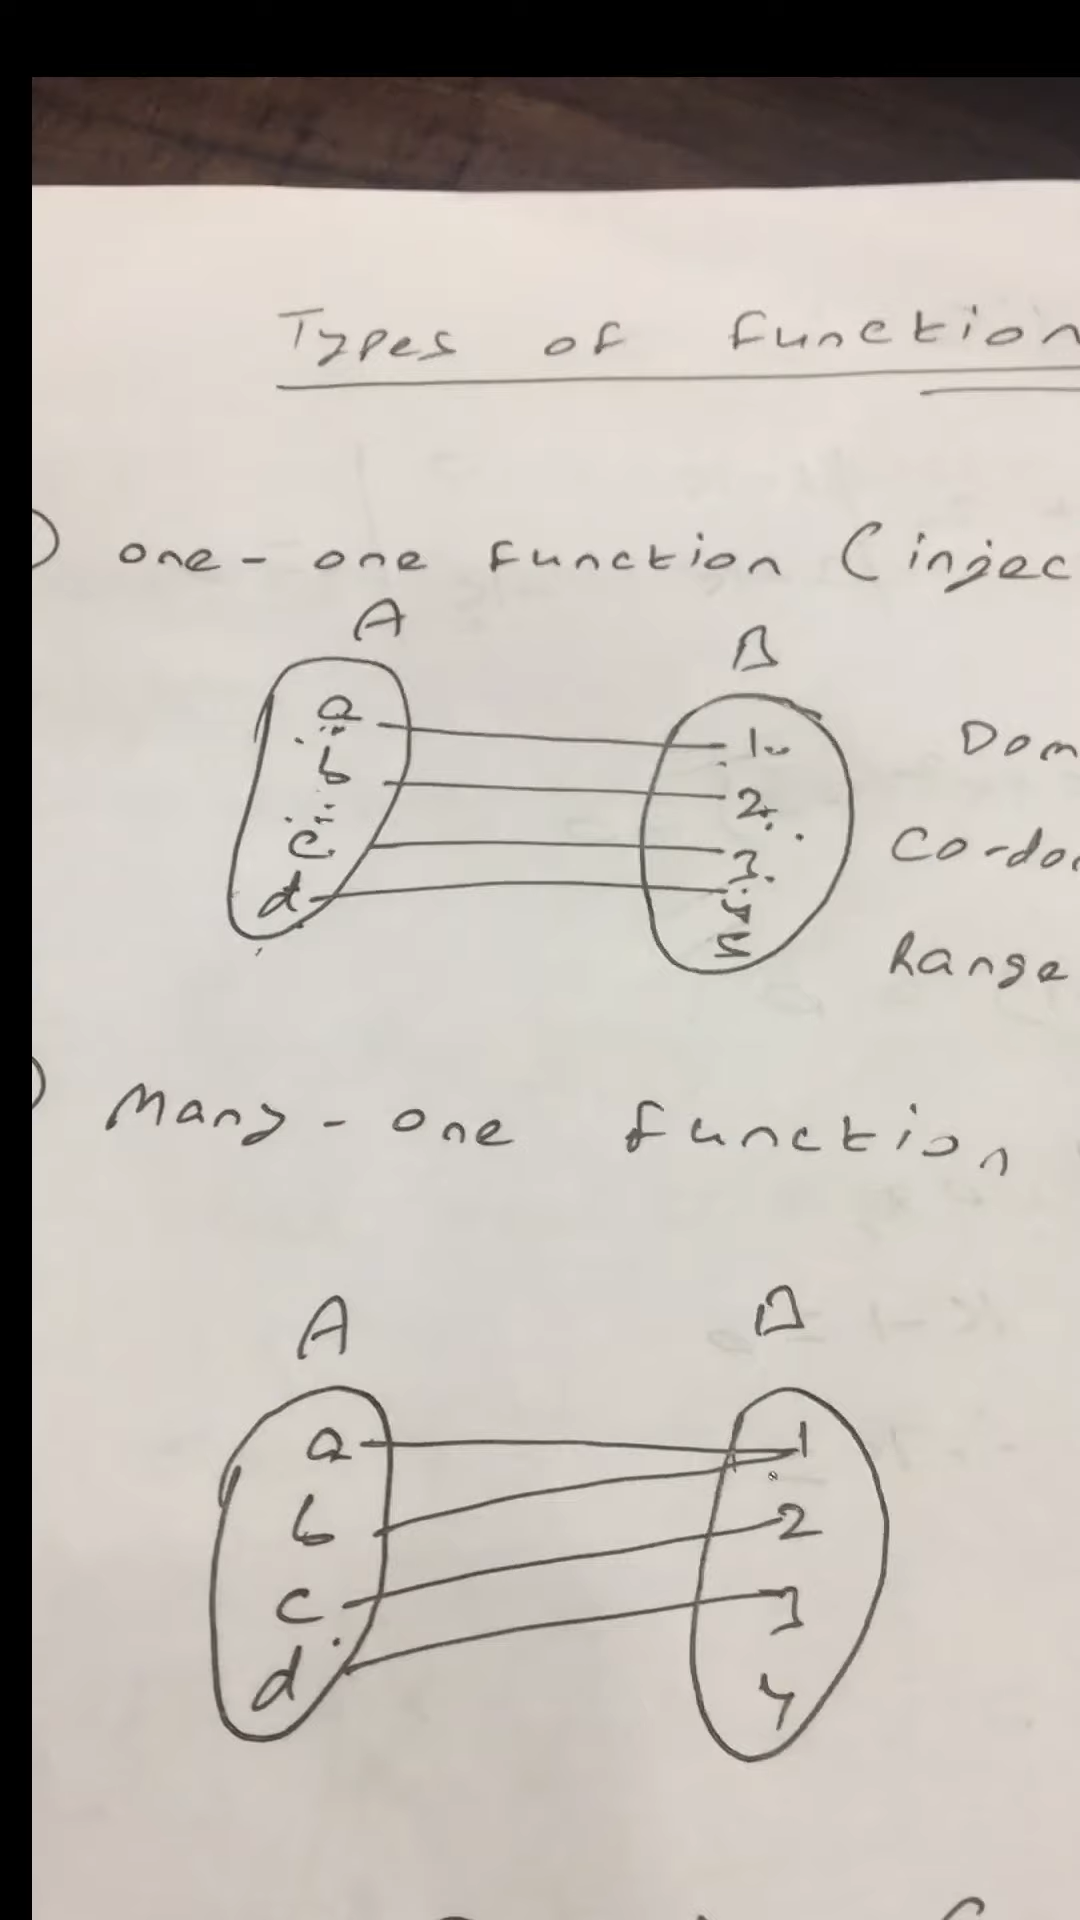 Types of function
one - one function (injec
A
B
a
1
b
2
Dom
c
3
Co-do
d
4
5
Range
Many - one function
A
B
a
1
b
2
c
3
d
4